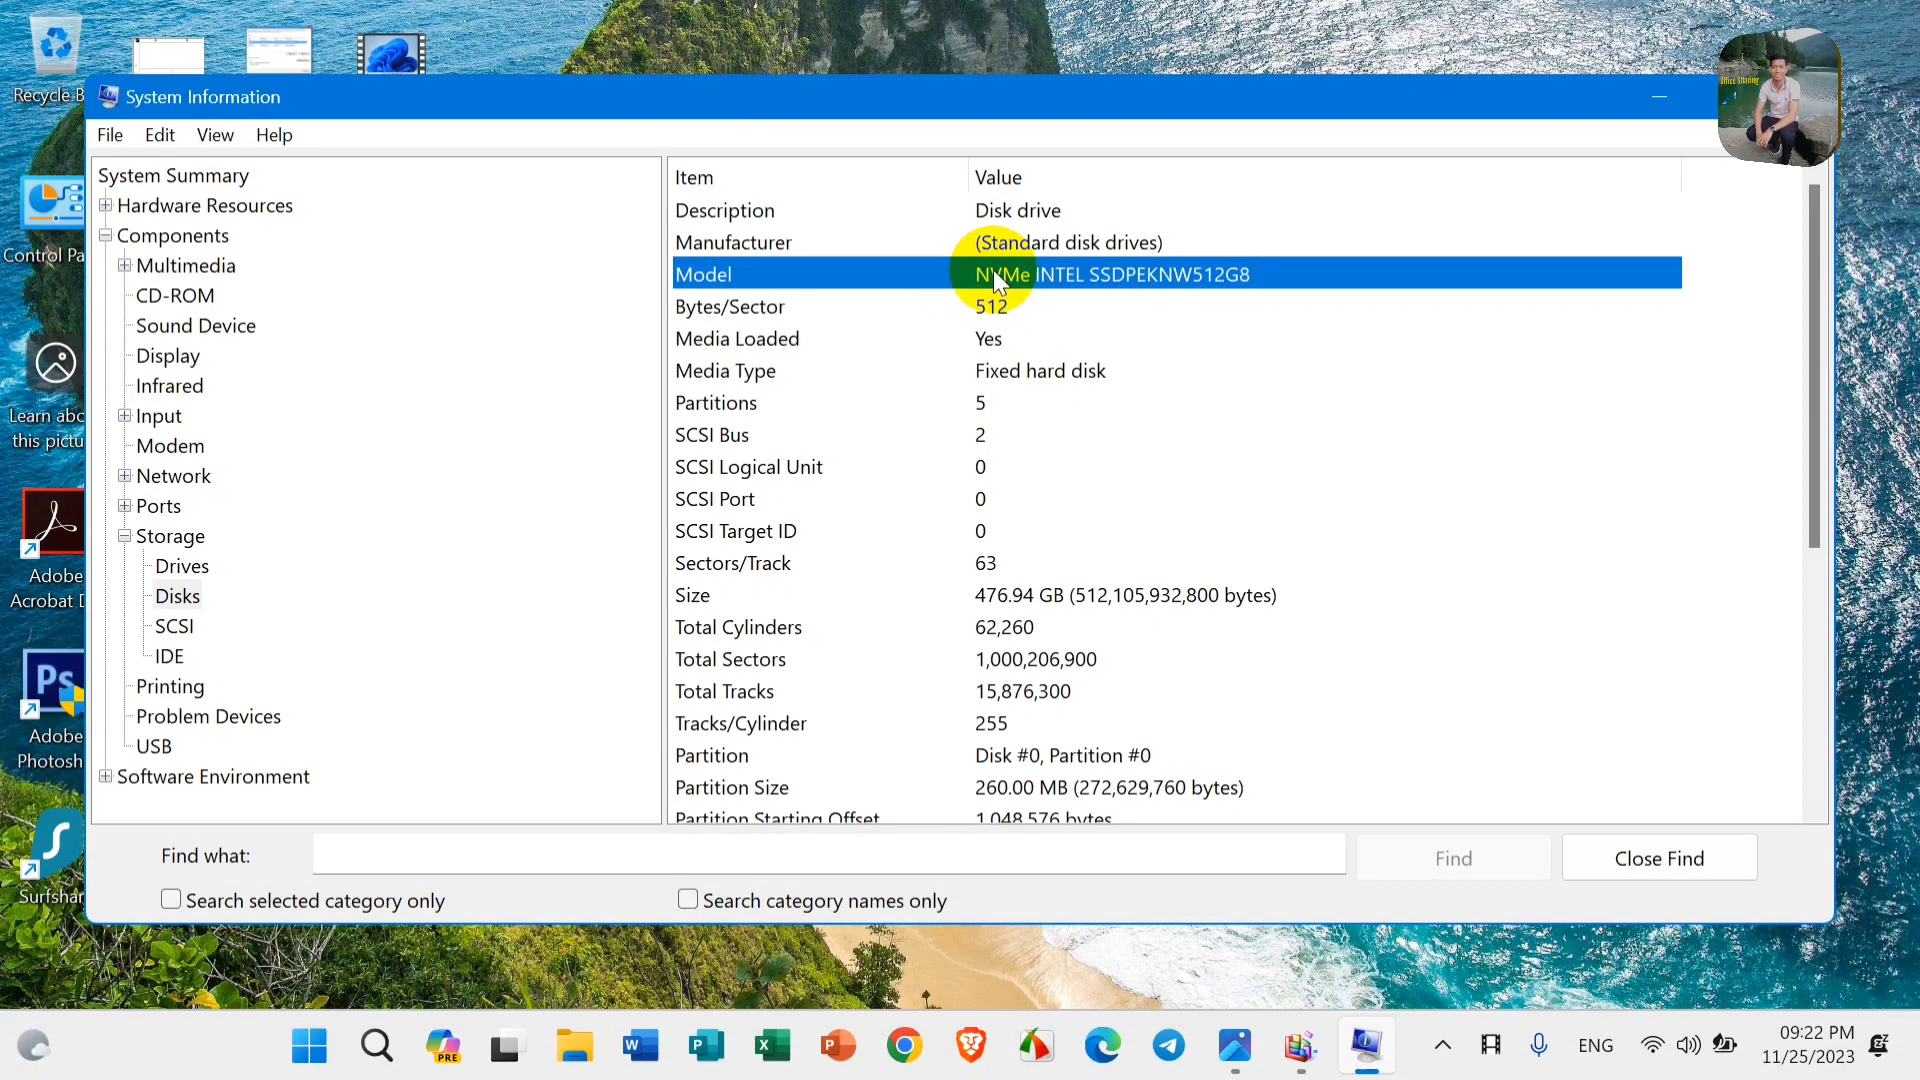 Recycle B
Control Pa
Learn abo
this pictu
Adobe
Acrobat D
Ps
Adobe
Photosh
Surfshar
System Information
Office Sharing
File Edit View Help
System Summary
Hardware Resources
Components
Multimedia
CD-ROM
Sound Device
Display
Infrared
Input
Modem
Network
Ports
Storage
Drives
Disks
SCSI
IDE
Printing
Problem Devices
USB
Software Environment
Item Value
Description Disk drive
Manufacturer (Standard disk drives)
Model NVMe INTEL SSDPEKNW512G8
Bytes/Sector 512
Media Loaded Yes
Media Type Fixed hard disk
Partitions 5
SCSI Bus 2
SCSI Logical Unit 0
SCSI Port 0
SCSI Target ID 0
Sectors/Track 63
Size 476.94 GB (512,105,932,800 bytes)
Total Cylinders 62,260
Total Sectors 1,000,206,900
Total Tracks 15,876,300
Tracks/Cylinder 255
Partition Disk #0, Partition #0
Partition Size 260.00 MB (272,629,760 bytes)
Partition Starting Offset 1,048,576 bytes
Find what: Find Close Find
Search selected category only Search category names only
PRE
ENG
09:22 PM
11/25/2023